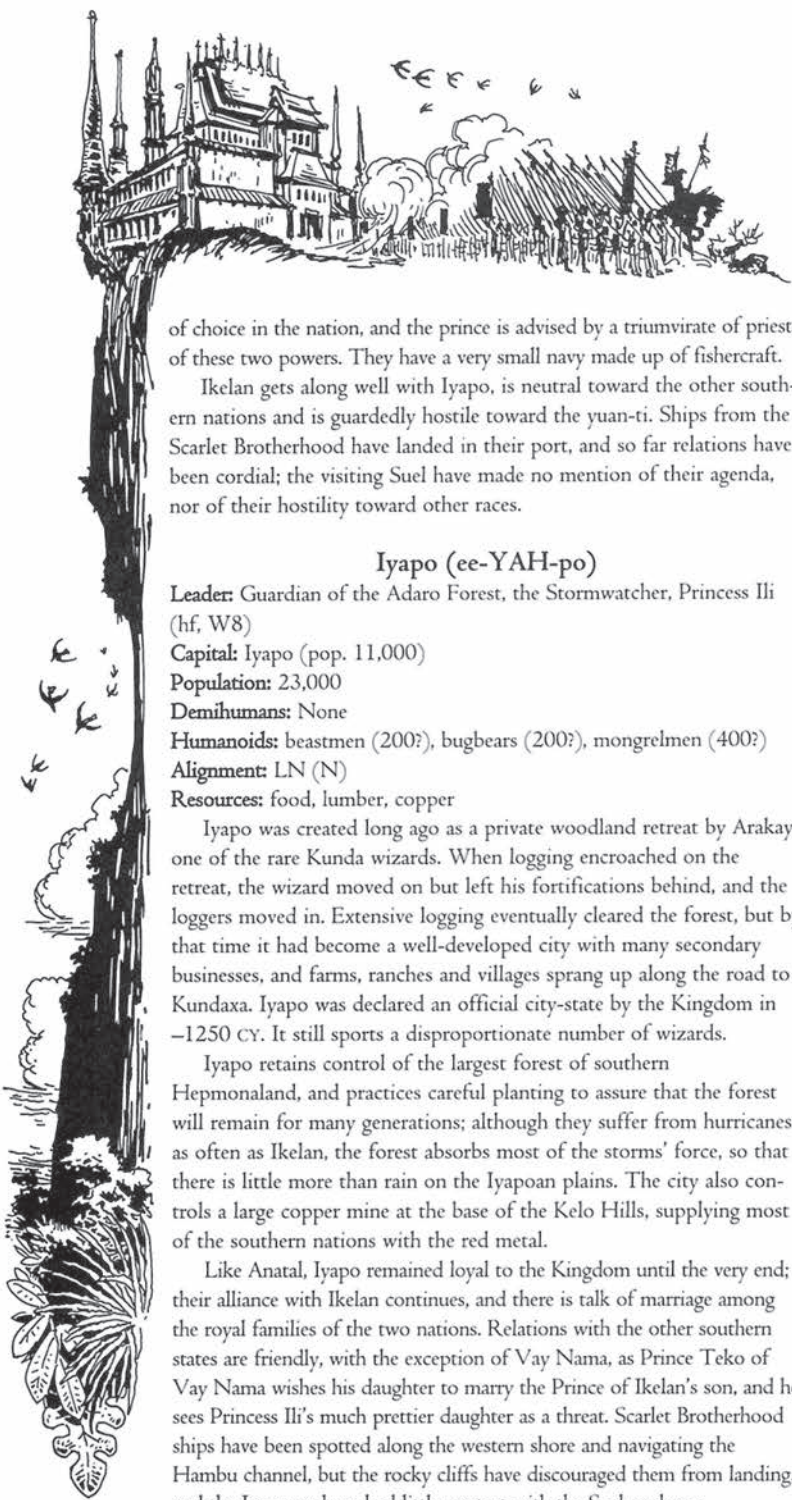 of choice in the nation, and the prince is advised by a triumvirate of priest
of these two powers. They have a very small navy made up of fishercraft.
Ikelan gets along well with Iyapo, is neutral toward the other south-
ern nations and is guardedly hostile toward the yuan-ti. Ships from the
Scarlet Brotherhood have landed in their port, and so far relations have
been cordial; the visiting Suel have made no mention of their agenda,
nor of their hostility toward other races.
Iyapo (ee-YAH-po)
Leader: Guardian of the Adaro Forest, the Stormwatcher, Princess Ili
(hf, W8)
Capital: Iyapo (pop. 11,000)
Population: 23,000
Demihumans: None
Humanoids: beastmen (200?), bugbears (200?), mongrelmen (400?)
Alignment: LN (N)
Resources: food, lumber, copper
Iyapo was created long ago as a private woodland retreat by Arakay
one of the rare Kunda wizards. When logging encroached on the
retreat, the wizard moved on but left his fortifications behind, and the
loggers moved in. Extensive logging eventually cleared the forest, but b
that time it had become a well-developed city with many secondary
businesses, and farms, ranches and villages sprang up along the road to
Kundaxa. Iyapo was declared an official city-state by the Kingdom in
–1250 CY. It still sports a disproportionate number of wizards.
Iyapo retains control of the largest forest of southern
Hepmonaland, and practices careful planting to assure that the forest
will remain for many generations; although they suffer from hurricanes
as often as Ikelan, the forest absorbs most of the storms' force, so that
there is little more than rain on the Iyapoan plains. The city also con-
trols a large copper mine at the base of the Kelo Hills, supplying most
of the southern nations with the red metal.
Like Anatal, Iyapo remained loyal to the Kingdom until the very end;
their alliance with Ikelan continues, and there is talk of marriage among
the royal families of the two nations. Relations with the other southern
states are friendly, with the exception of Vay Nama, as Prince Teko of
Vay Nama wishes his daughter to marry the Prince of Ikelan's son, and h
sees Princess Ili's much prettier daughter as a threat. Scarlet Brotherhood
ships have been spotted along the western shore and navigating the
Hambu channel, but the rocky cliffs have discouraged them from landing